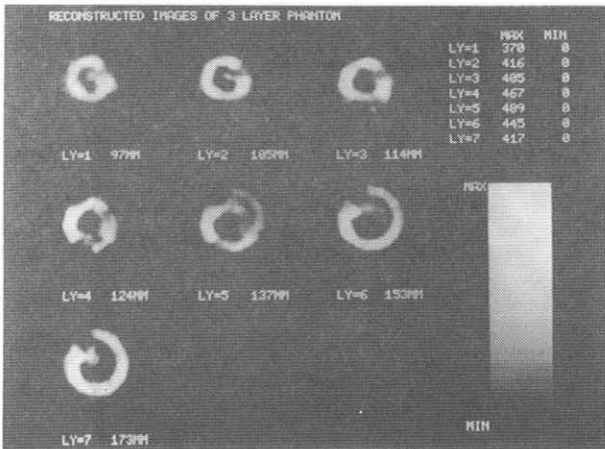 RECONSTRUCTED IMAGES OF 3 LAYER PHANTOM
MAX MIN
LY=1 370 0
LY=2 416 0
LY=3 405 0
LY=4 467 0
LY=5 409 0
LY=6 445 0
LY=7 417 0
LY=1 97MM
LY=2 105MM
LY=3 114MM
MAX
LY=4 124MM
LY=5 137MM
LY=6 153MM
MIN
LY=7 173MM